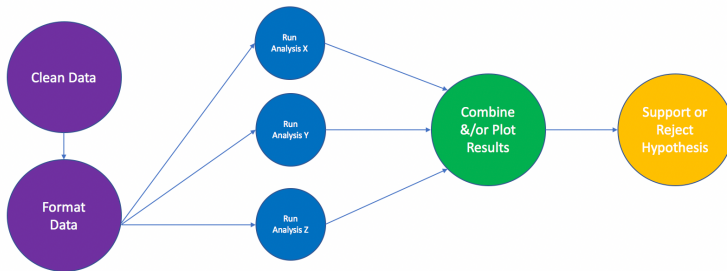 Clean Data
Format
Data
Run
Analysis X
Run
Analysis Y
Run
Analysis Z
Combine
&/or Plot
Results
Support or
Reject
Hypothesis